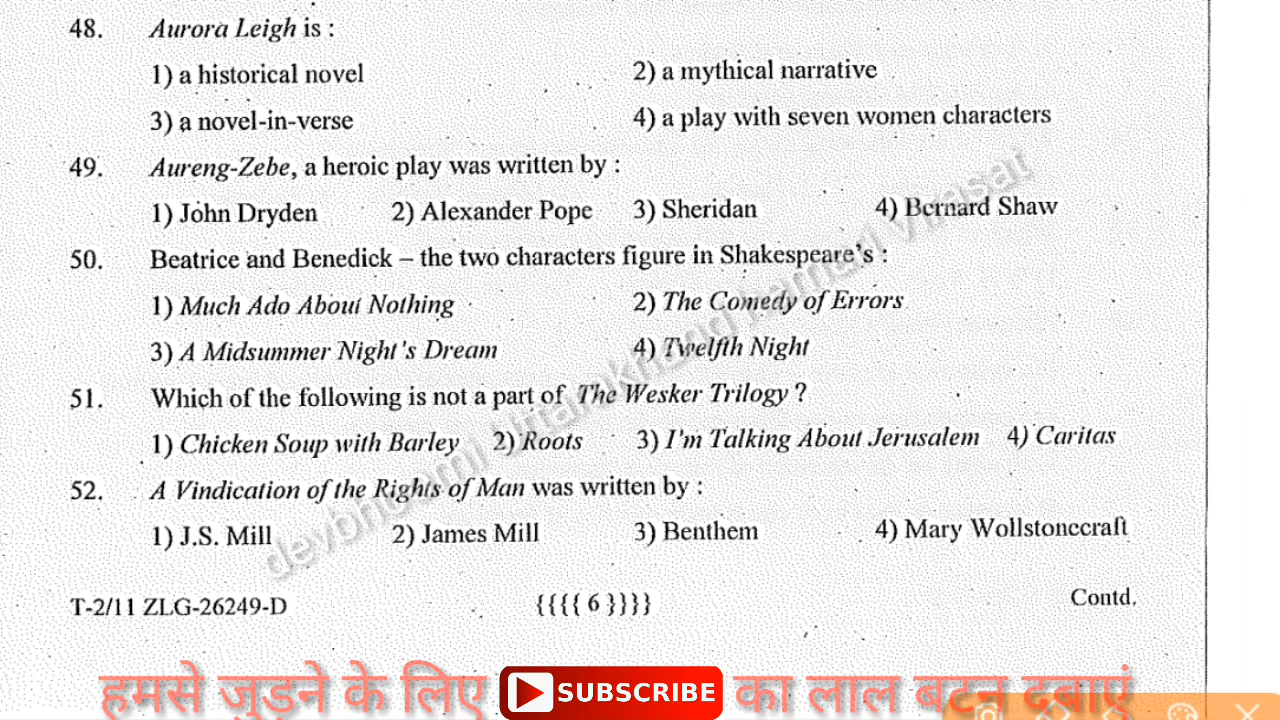 48. Aurora Leigh is :
1) a historical novel 2) a mythical narrative
3) a novel-in-verse 4) a play with seven women characters
49. Aureng-Zebe, a heroic play was written by :
1) John Dryden 2) Alexander Pope 3) Sheridan 4) Bernard Shaw
50. Beatrice and Benedick – the two characters figure in Shakespeare's :
1) Much Ado About Nothing 2) The Comedy of Errors
3) A Midsummer Night's Dream 4) Twelfth Night
51. Which of the following is not a part of The Wesker Trilogy ?
1) Chicken Soup with Barley 2) Roots 3) I'm Talking About Jerusalem 4) Caritas
52. A Vindication of the Rights of Man was written by :
1) J.S. Mill 2) James Mill 3) Benthem 4) Mary Wollstonecraft
T-2/11 ZLG-26249-D {{{{ 6 }}}} Contd.
हमसे जुड़ने के लिए SUBSCRIBE का लाल बटन दबाएं